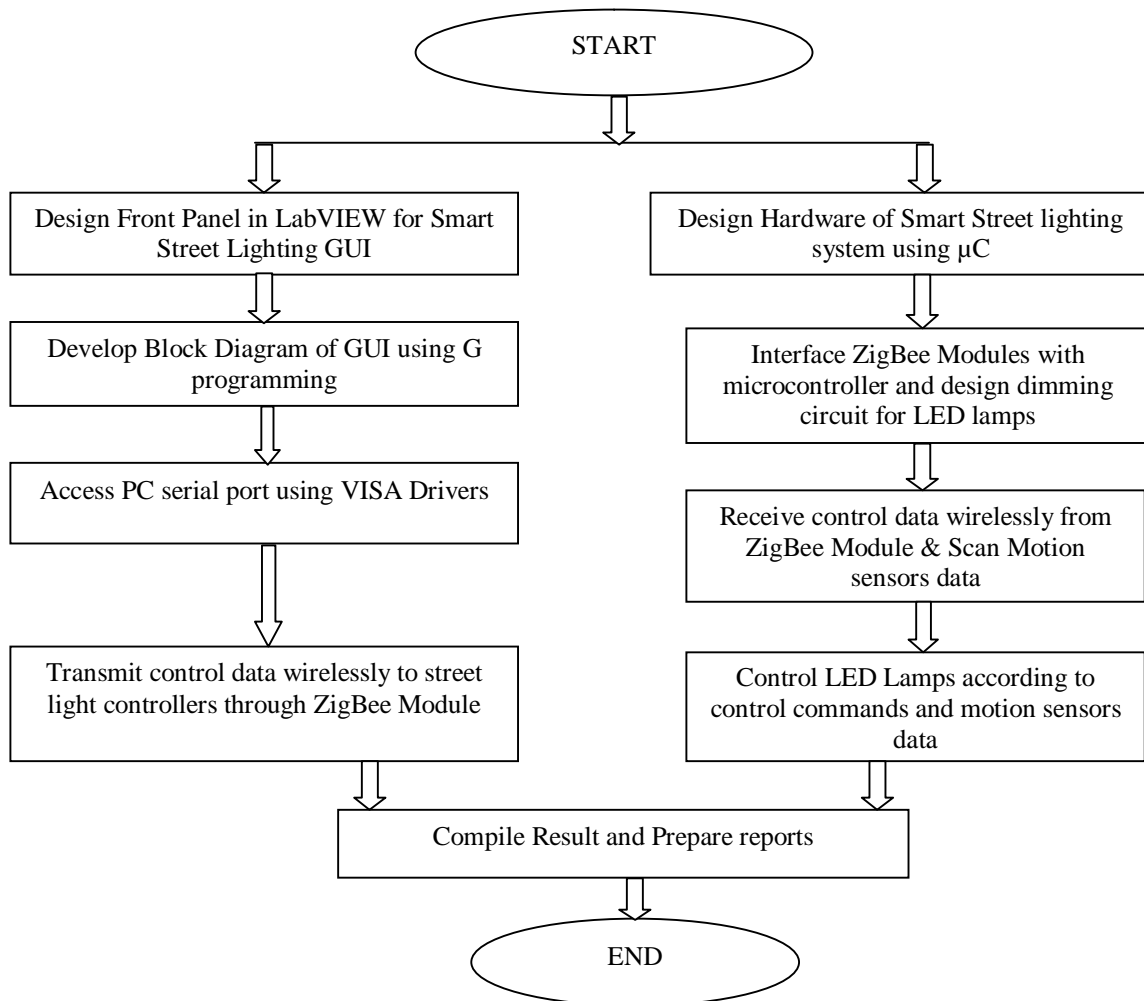 START
Design Front Panel in LabVIEW for Smart
Street Lighting GUI
Develop Block Diagram of GUI using G
programming
Access PC serial port using VISA Drivers
Transmit control data wirelessly to street
light controllers through ZigBee Module
Design Hardware of Smart Street lighting
system using µC
Interface ZigBee Modules with
microcontroller and design dimming
circuit for LED lamps
Receive control data wirelessly from
ZigBee Module & Scan Motion
sensors data
Control LED Lamps according to
control commands and motion sensors
data
Compile Result and Prepare reports
END